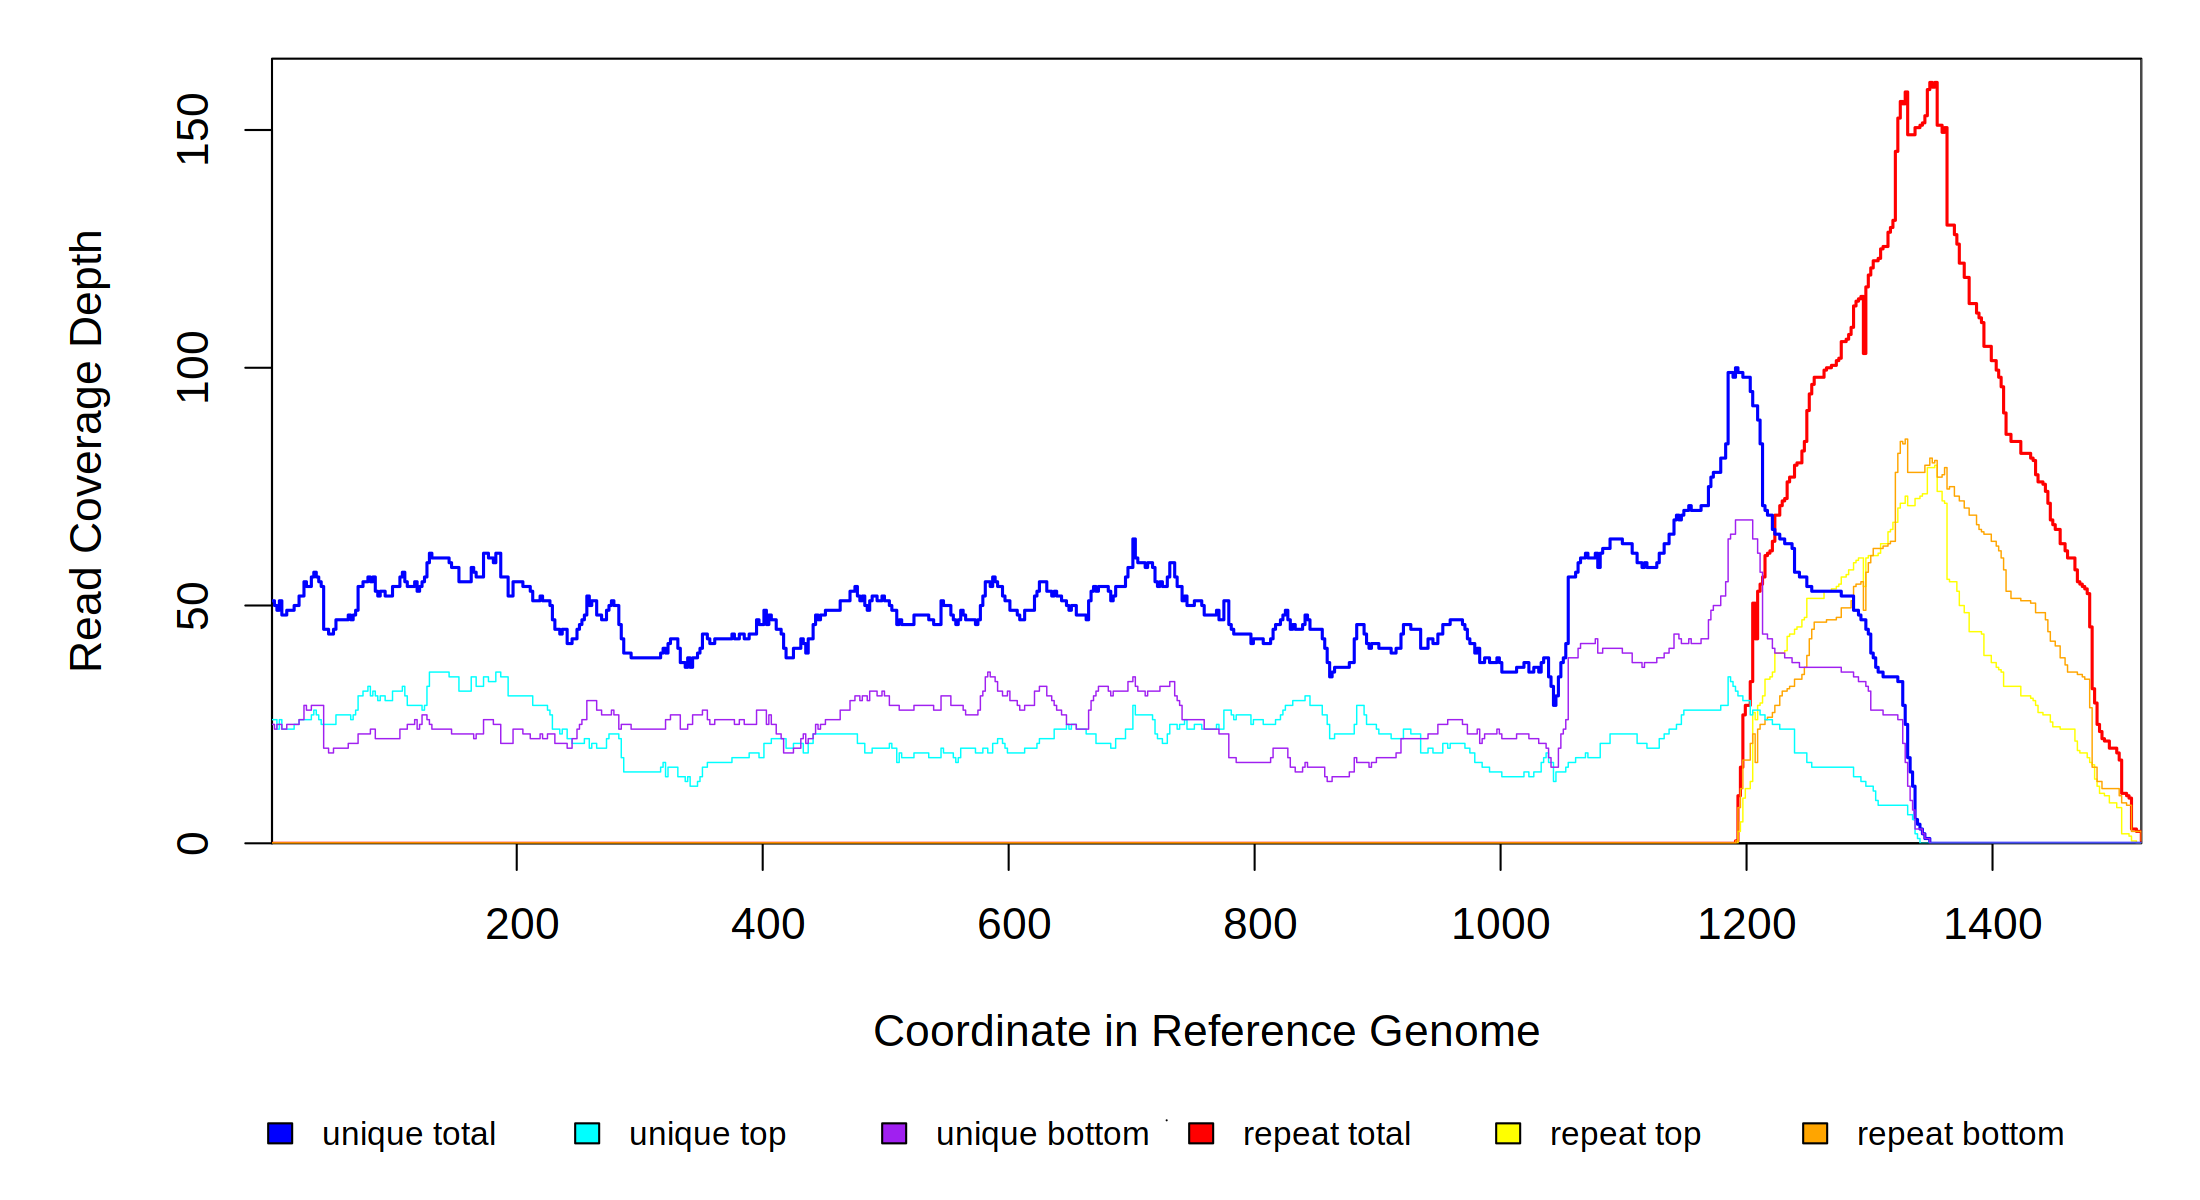 150
100
50
0
Read Coverage Depth
200 400 600 800 1000 1200 1400
Coordinate in Reference Genome
unique total unique top unique bottom repeat total repeat top repeat bottom